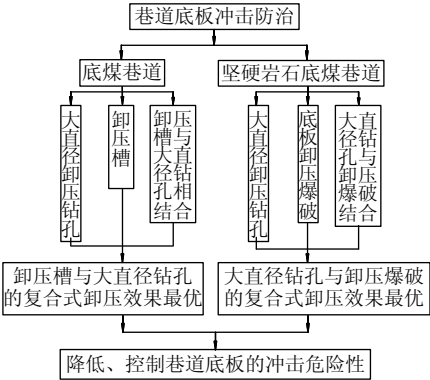 巷道底板冲击防治
底煤巷道
坚硬岩石底煤巷道
大直径卸压钻孔
卸压槽
卸压
槽与
大直
径钻
孔相
结合
大直径卸压钻孔
底板卸压爆破
大直
径钻
孔与
卸压
爆破
结合
卸压槽与大直径钻孔
的复合式卸压效果最优
大直径钻孔与卸压爆破
的复合式卸压效果最优
降低、控制巷道底板的冲击危险性